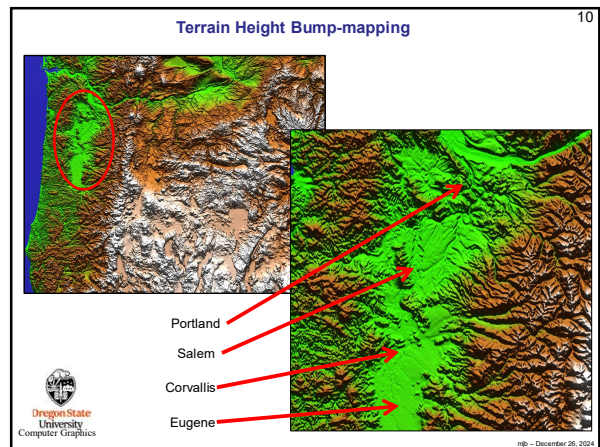 10
Terrain Height Bump-mapping
Portland
Salem
Corvallis
Eugene
Oregon State
University
Computer Graphics
mjb – December 26, 2024